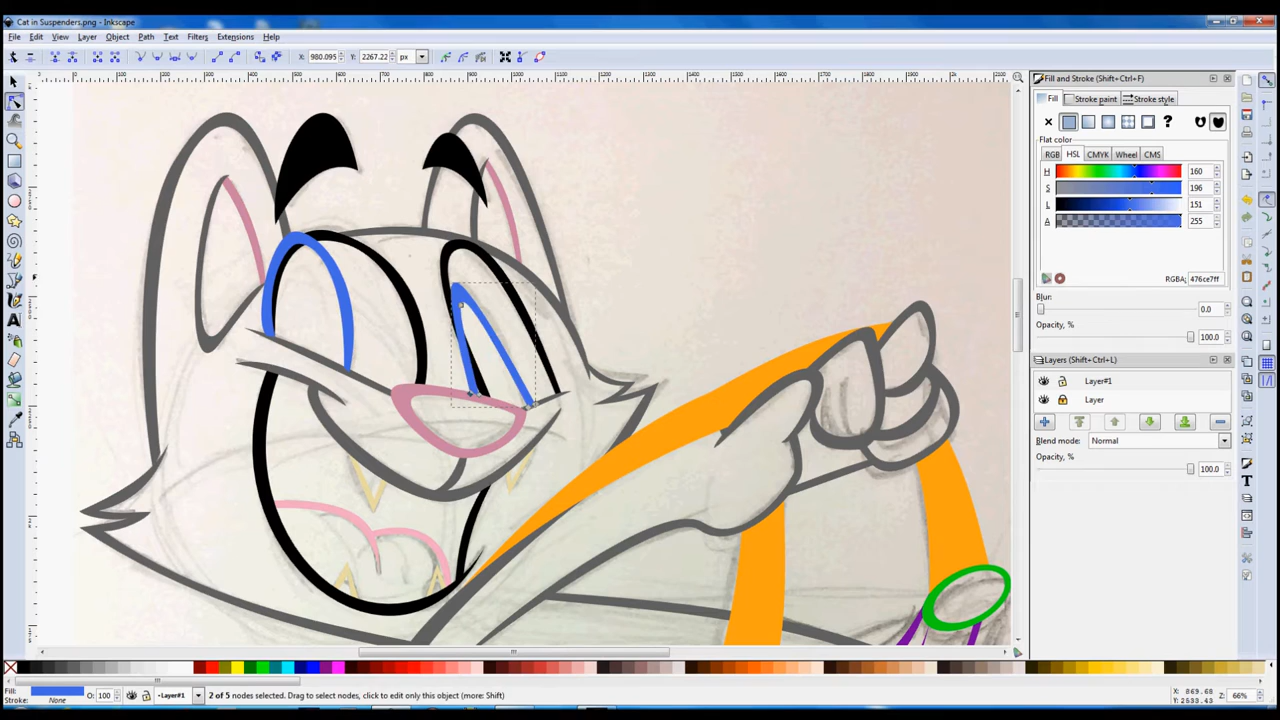 Cat in Suspenders.png - Inkscape
File Edit View Layer Object Path Text Filters Extensions Help
X: 980.095 Y: 2267.22 px
Fill and Stroke (Shift+Ctrl+F)
Fill Stroke paint Stroke style
Flat color
RGB HSL CMYK Wheel CMS
H 160
S 196
L 151
A 255
RGBA: 476ce7ff
Blur:
0.0
Opacity, %
100.0
Layers (Shift+Ctrl+L)
Layer#1
Layer
Blend mode: Normal
Opacity, %
100.0
Fill:
Stroke: None
O: 100
Layer#1
2 of 5 nodes selected. Drag to select nodes, click to edit only this object (more: Shift)
X: 869.68
Y: 2533.43
Z: 66%